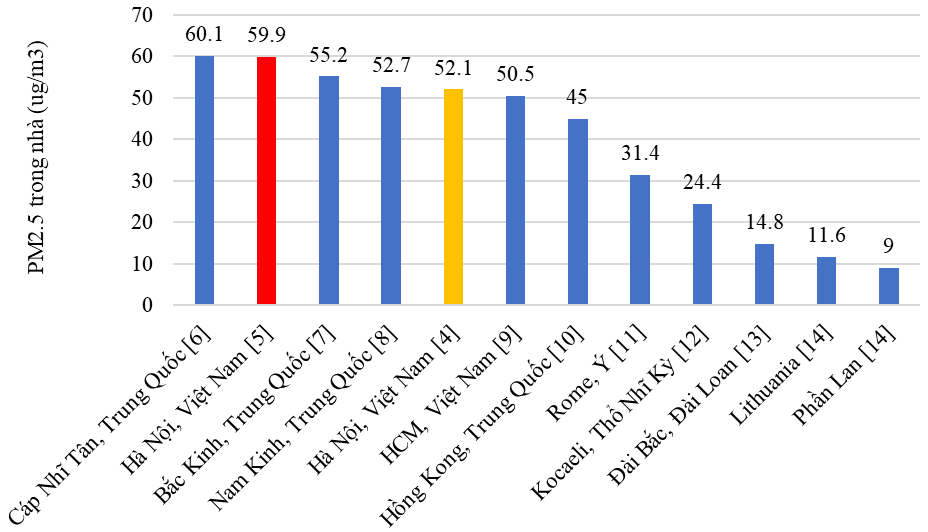 PM2.5 trong nhà (ug/m3)
70
60
50
40
30
20
10
0
60.1
59.9
55.2
52.7
52.1
50.5
45
31.4
24.4
14.8
11.6
9
Cáp Nhĩ Tân, Trung Quốc [6]
Hà Nội, Việt Nam [5]
Bắc Kinh, Trung Quốc [7]
Nam Kinh, Trung Quốc [8]
Hà Nội, Việt Nam [4]
HCM, Việt Nam [9]
Hồng Kong, Trung Quốc [10]
Rome, Ý [11]
Kocaeli, Thổ Nhĩ Kỳ [12]
Đài Bắc, Đài Loan [13]
Lithuania [14]
Phần Lan [14]